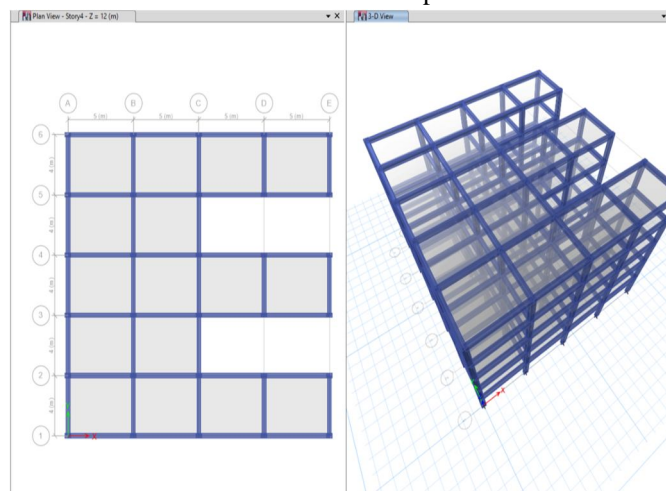 Plan View - Story4 - Z = 12 (m)
3-D View
A B C D E
5 (m) 5 (m) 5 (m) 5 (m)
6
4 (m)
5
4 (m)
4
4 (m)
3
4 (m)
2
4 (m)
1
X
X